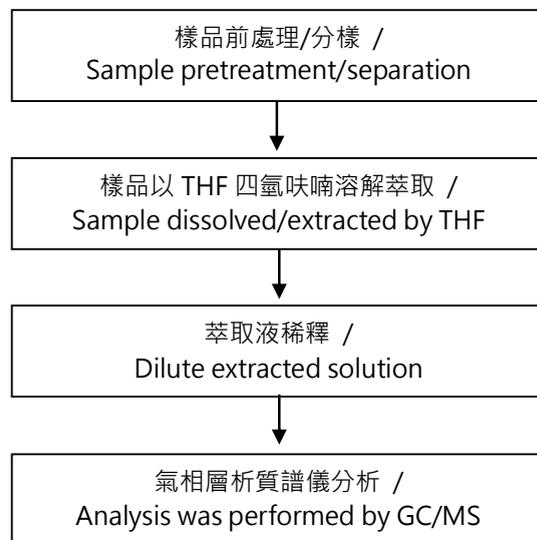 樣品前處理/分樣 /
Sample pretreatment/separation
樣品以 THF 四氫呋喃溶解萃取 /
Sample dissolved/extracted by THF
萃取液稀釋 /
Dilute extracted solution
氣相層析質譜儀分析 /
Analysis was performed by GC/MS